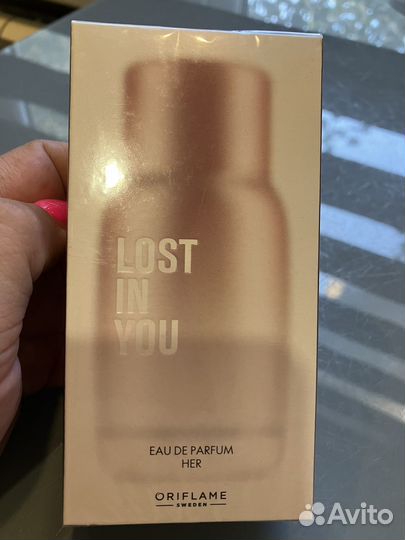 LOST
IN
YOU
EAU DE PARFUM
HER
ORIFLAME
SWEDEN
Avito